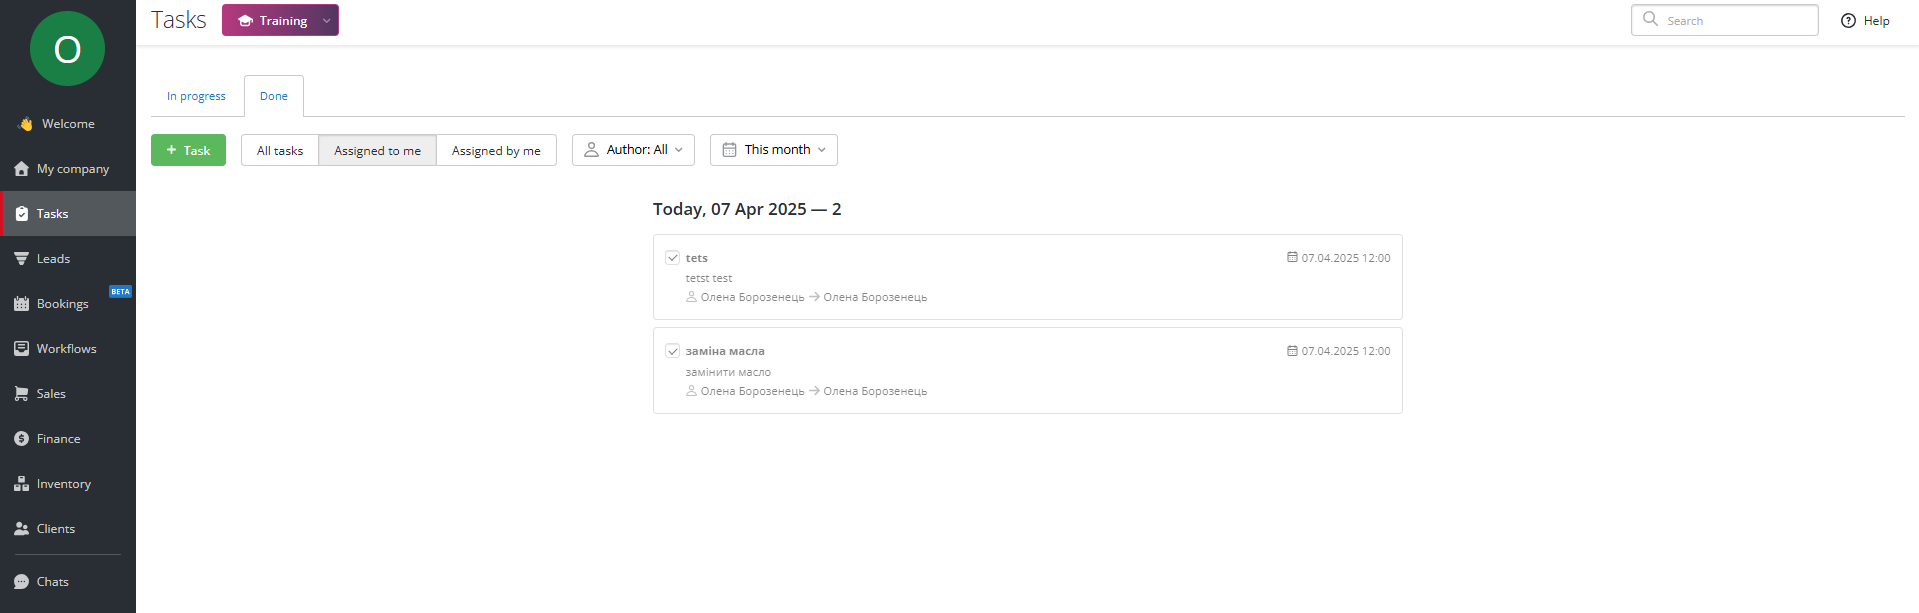 O
Tasks
Training
Search
Help
Welcome
My company
Tasks
Leads
Bookings
BETA
Workflows
Sales
Finance
Inventory
Clients
Chats
In progress
Done
+ Task
All tasks
Assigned to me
Assigned by me
Author: All
This month
Today, 07 Apr 2025 — 2
tets
07.04.2025 12:00
tetst test
Олена Борозенець → Олена Борозенець
заміна масла
07.04.2025 12:00
замінити масло
Олена Борозенець → Олена Борозенець